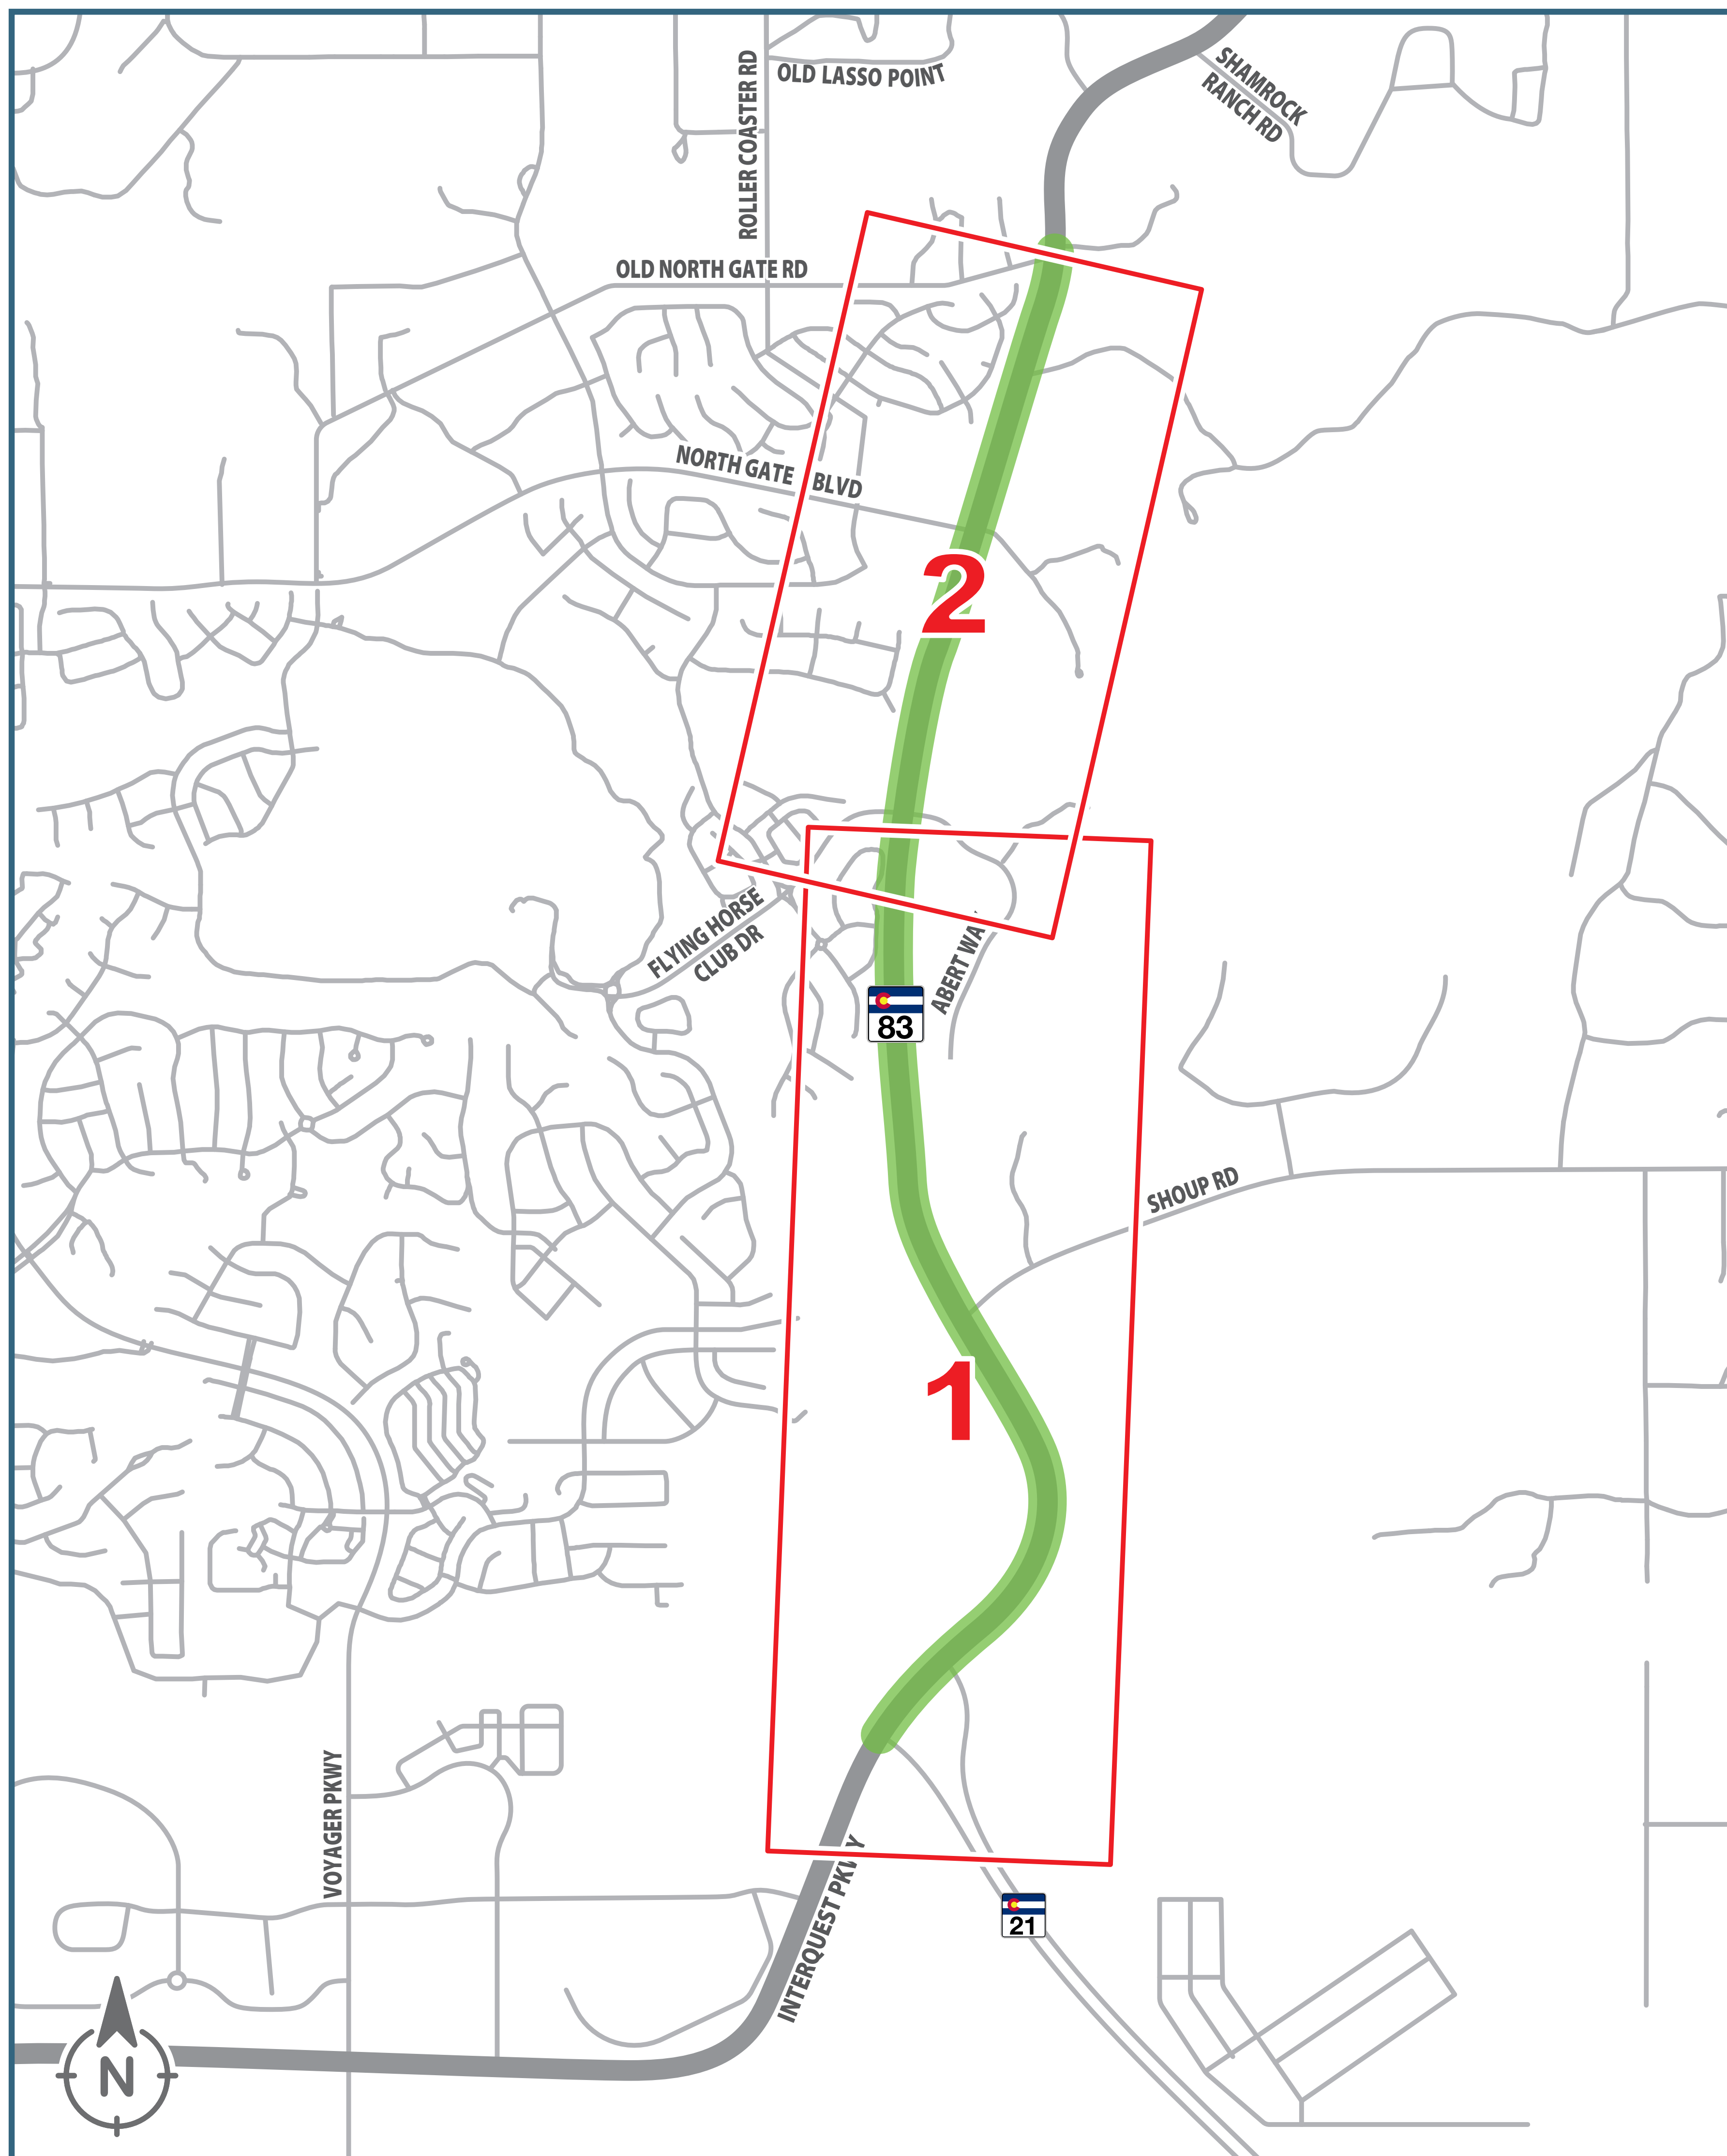 OLD LASSO POINT
SHAMROCK
RANCH RD
ROLLER COASTER RD
OLD NORTH GATE RD
NORTH GATE BLVD
2
FLYING HORSE
CLUB DR
ABERT WA
83
SHOUP RD
1
VOYAGER PKWY
INTERQUEST PKWY
21
N